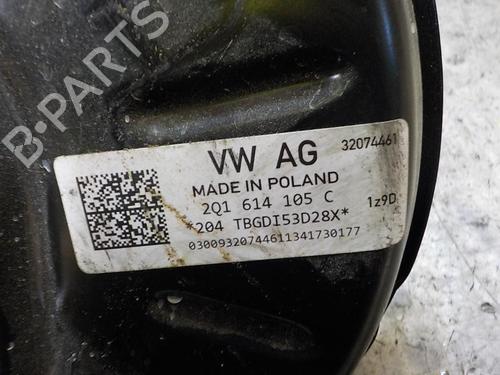 B-PARTS
VW AG 32074461
MADE IN POLAND
2Q1 614 105 C 1z9D
*204 TBGDI53D28X*
03009320744611341730177